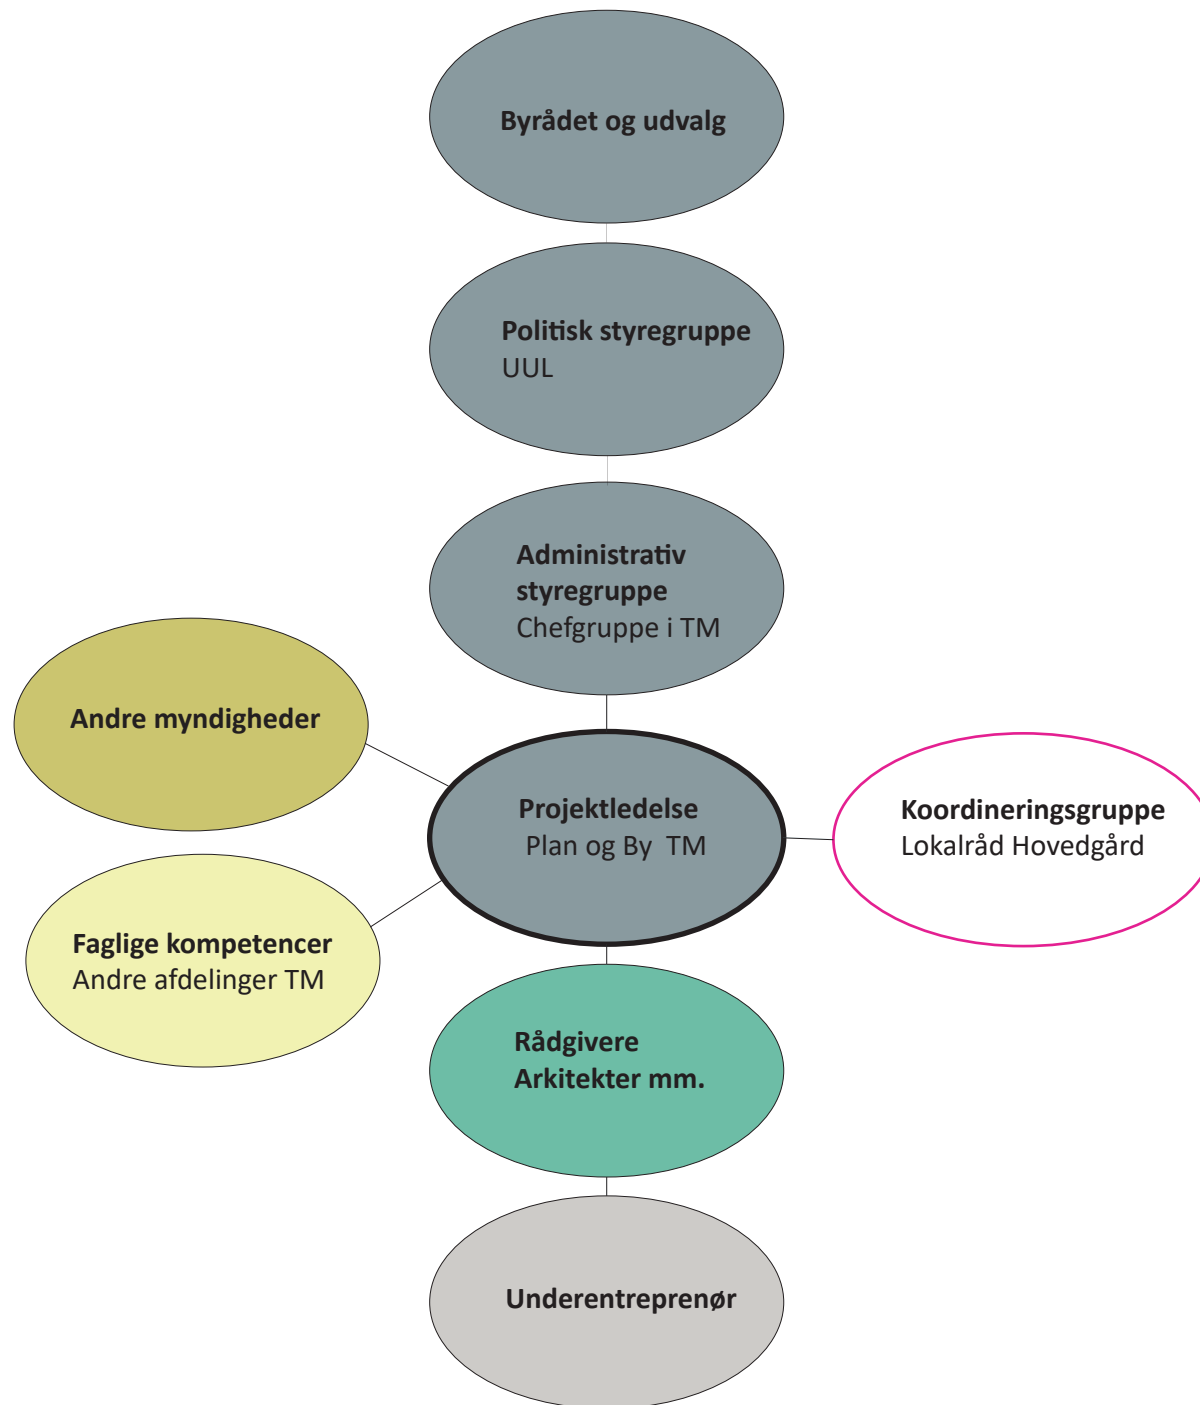 Byrådet og udvalg
Politisk styregruppe
UUL
Administrativ
styregruppe
Chefgruppe i TM
Andre myndigheder
Projektledelse
Plan og By TM
Koordineringsgruppe
Lokalråd Hovedgård
Faglige kompetencer
Andre afdelinger TM
Rådgivere
Arkitekter mm.
Underentreprenør